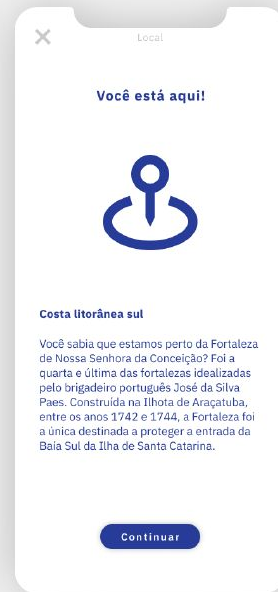 Local
Você está aqui!
Costa litorânea sul
Você sabia que estamos perto da Fortaleza
de Nossa Senhora da Conceição? Foi a
quarta e última das fortalezas idealizadas
pelo brigadeiro português José da Silva
Paes. Construída na Ilhota de Araçatuba,
entre os anos 1742 e 1744, a Fortaleza foi
a única destinada a proteger a entrada da
Baía Sul da Ilha de Santa Catarina.
Continuar